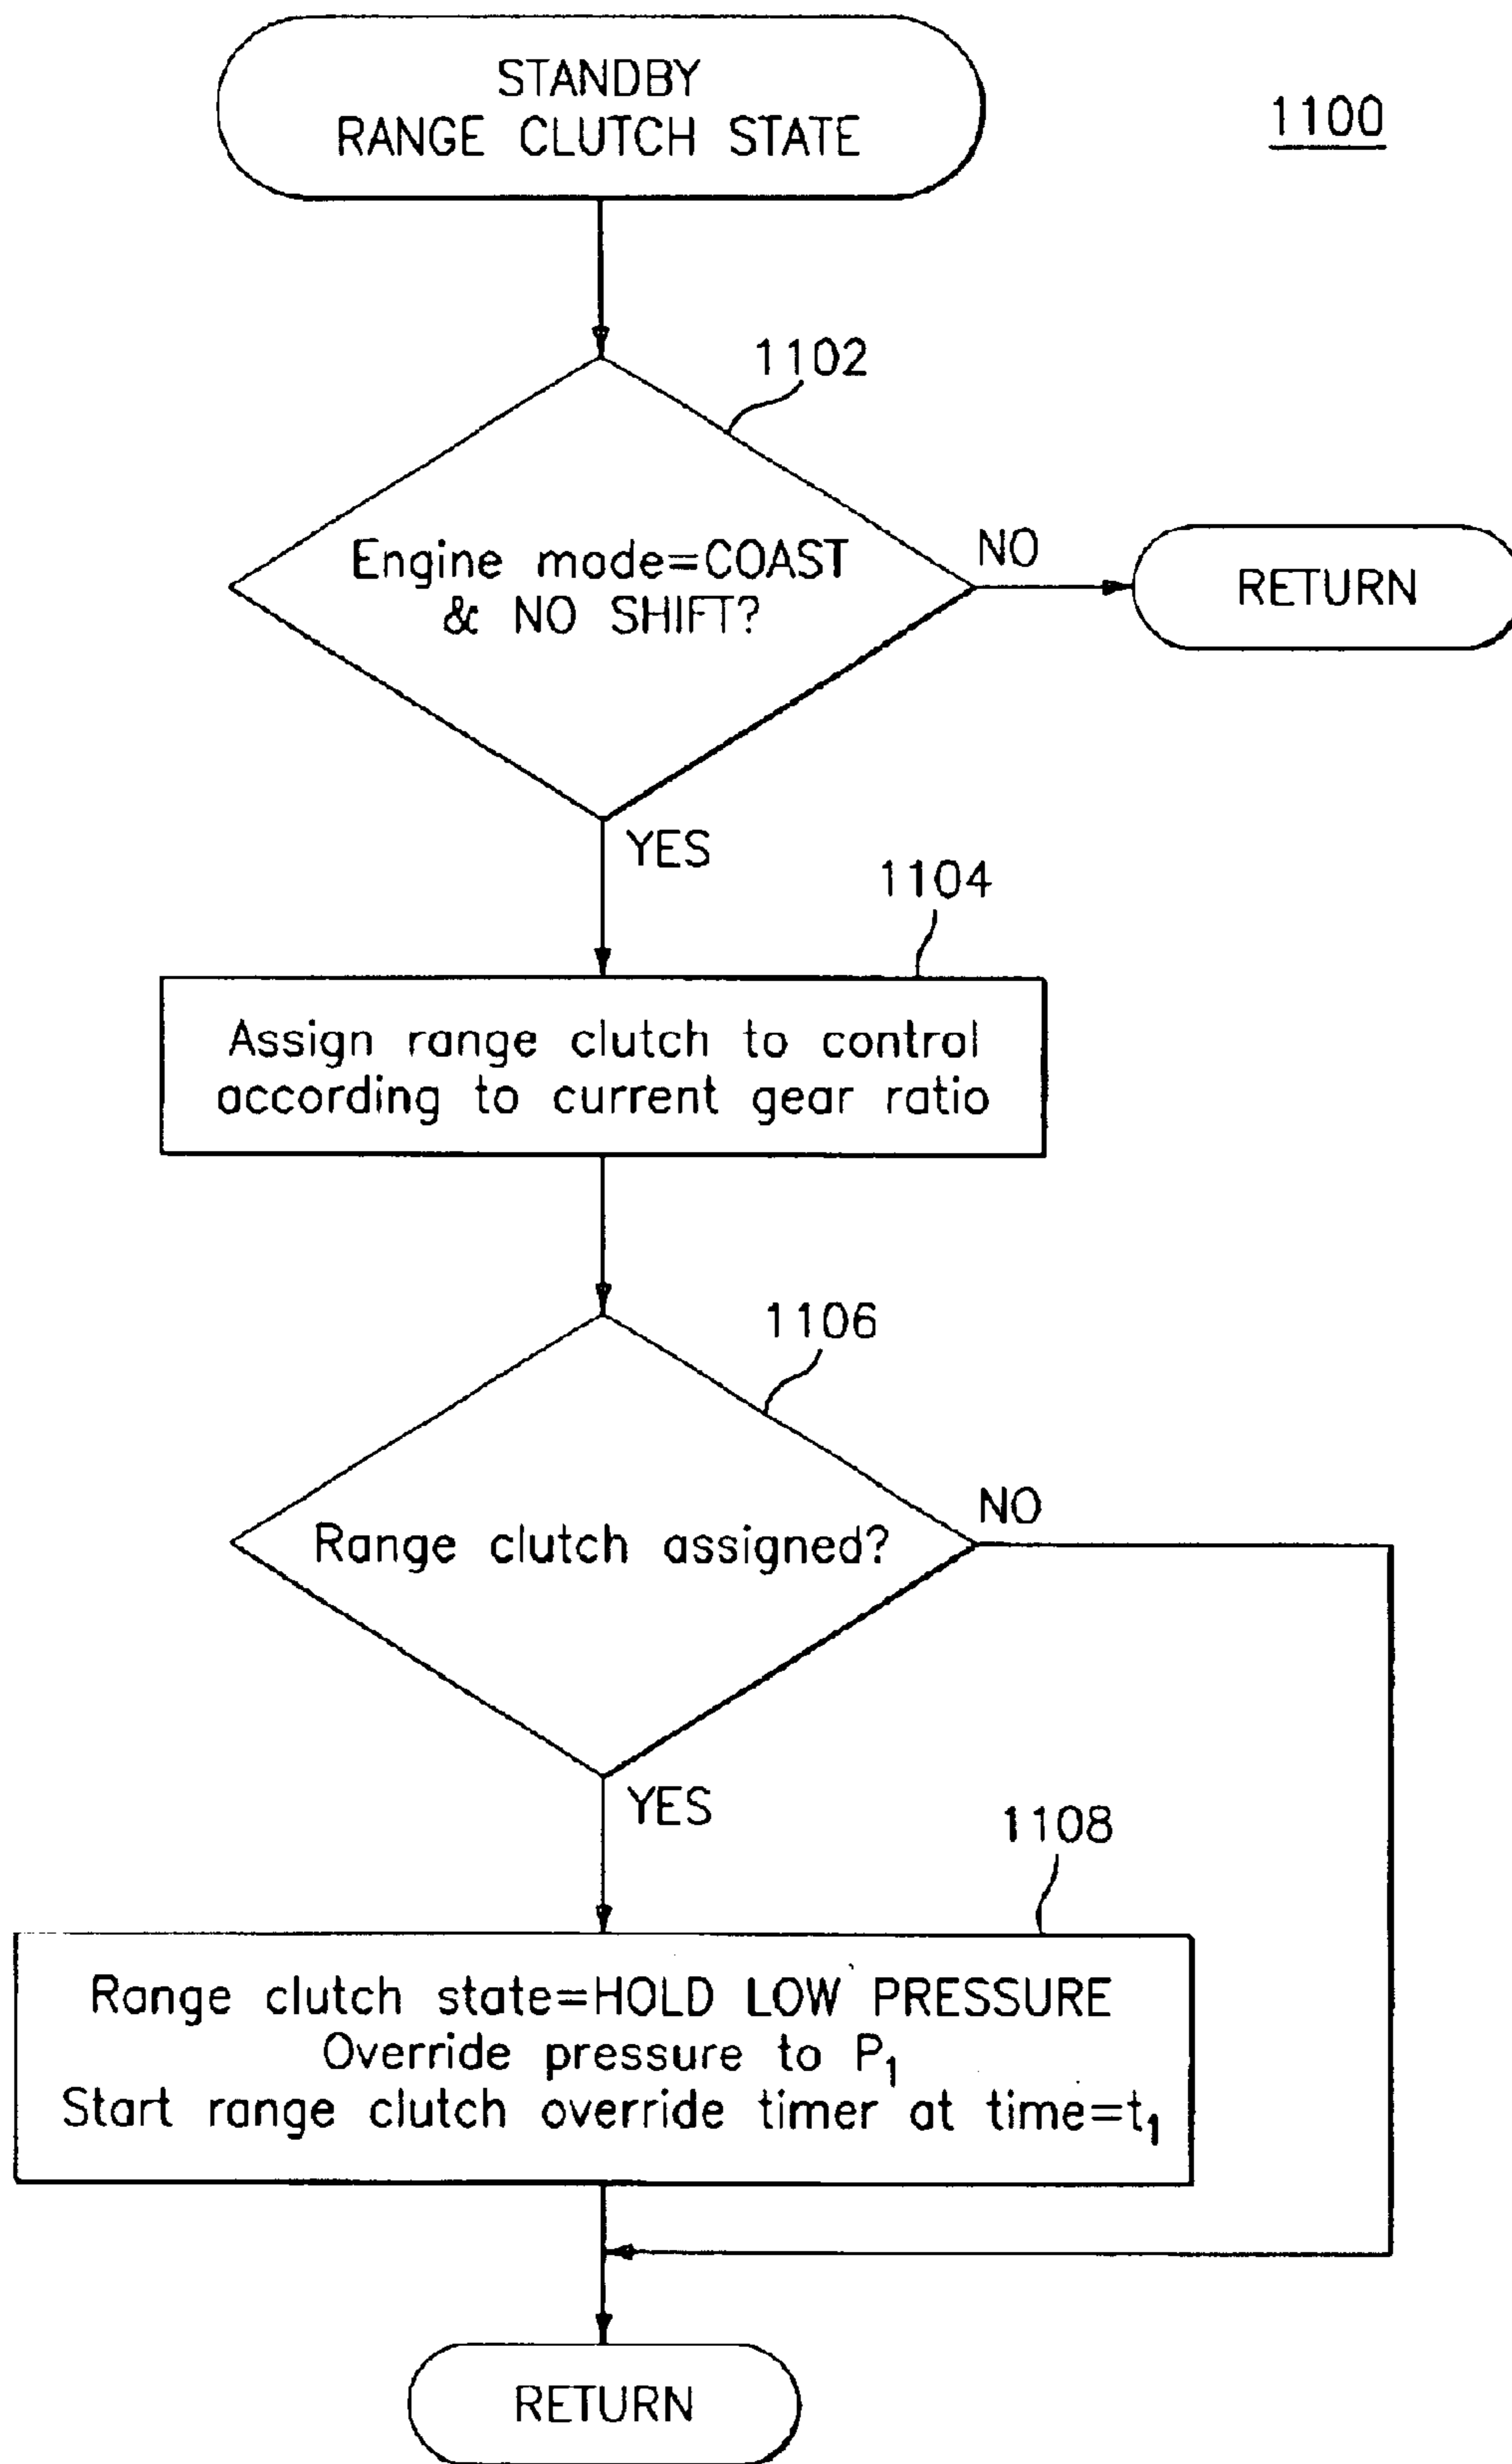 STANDBY
RANGE CLUTCH STATE
1100
1102
Engine mode=COAST
& NO SHIFT?
NO
RETURN
YES
1104
Assign range clutch to control
according to current gear ratio
1106
Range clutch assigned?
NO
YES
1108
Range clutch state=HOLD LOW PRESSURE
Override pressure to P₁
Start range clutch override timer at time=t₁
RETURN